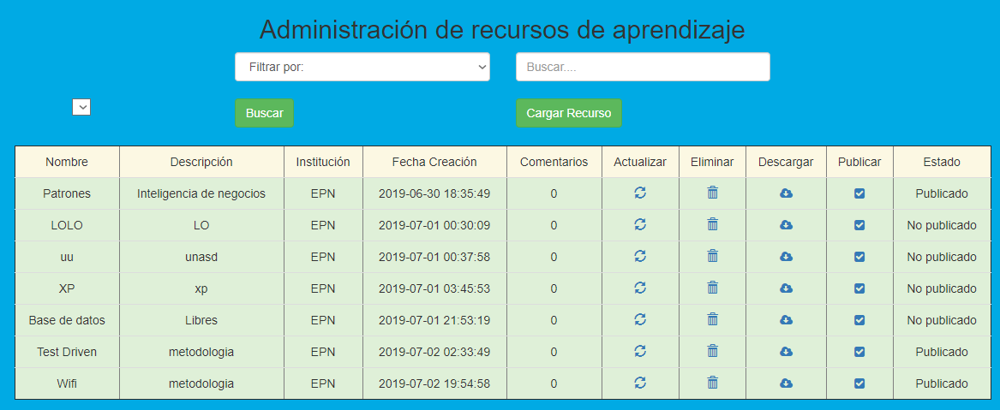 Administración de recursos de aprendizaje
Filtrar por: Buscar....
Buscar Cargar Recurso
Nombre Descripción Institución Fecha Creación Comentarios Actualizar Eliminar Descargar Publicar Estado
Patrones Inteligencia de negocios EPN 2019-06-30 18:35:49 0 Publicado
LOLO LO EPN 2019-07-01 00:30:09 0 No publicado
uu unasd EPN 2019-07-01 00:37:58 0 No publicado
XP xp EPN 2019-07-01 03:45:53 0 No publicado
Base de datos Libres EPN 2019-07-01 21:53:19 0 No publicado
Test Driven metodologia EPN 2019-07-02 02:33:49 0 Publicado
Wifi metodologia EPN 2019-07-02 19:54:58 0 Publicado